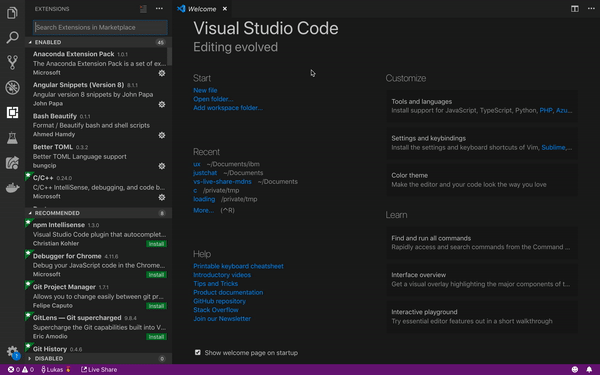 EXTENSIONS
Search Extensions in Marketplace
ENABLED 45
Anaconda Extension Pack 1.0.1
The Anaconda Extension Pack is a set of ex...
Microsoft
Angular Snippets (Version 8) 8.1.1
Angular version 8 snippets by John Papa
John Papa
Bash Beautify 0.1.1
Format / Beautify bash and shell scripts
Ahmed Hamdy
Better TOML 0.3.2
Better TOML Language support
bungcip
C/C++ 0.24.0
C/C++ IntelliSense, debugging, and code b...
Microsoft
RECOMMENDED 8
npm Intellisense 1.3.0
Visual Studio Code plugin that autocomplet...
Christian Kohler Install
Debugger for Chrome 4.11.6
Debug your JavaScript code in the Chrome...
Microsoft Install
Git Project Manager 1.7.1
Allows you to change easily between git pr...
Felipe Caputo Install
GitLens — Git supercharged 9.8.4
Supercharge the Git capabilities built into V...
Eric Amodio Install
Git History 0.4.6
DISABLED 0
Welcome
Visual Studio Code
Editing evolved
Start
New file
Open folder...
Add workspace folder...
Recent
ux ~/Documents/ibm
justchat ~/Documents
vs-live-share-mdns ~/Documents
c /private/tmp
loading /private/tmp
More... (^R)
Help
Printable keyboard cheatsheet
Introductory videos
Tips and Tricks
Product documentation
GitHub repository
Stack Overflow
Join our Newsletter
Show welcome page on startup
Customize
Tools and languages
Install support for JavaScript, TypeScript, Python, PHP, Azu...
Settings and keybindings
Install the settings and keyboard shortcuts of Vim, Sublime,...
Color theme
Make the editor and your code look the way you love
Learn
Find and run all commands
Rapidly access and search commands from the Command ...
Interface overview
Get a visual overlay highlighting the major components of t...
Interactive playground
Try essential editor features out in a short walkthrough
0 0 Lukas Live Share